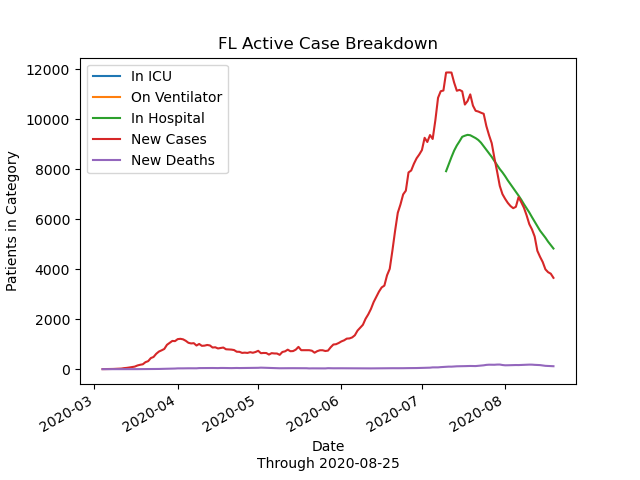 FL Active Case Breakdown
In ICU
On Ventilator
In Hospital
New Cases
New Deaths
Patients in Category
12000
10000
8000
6000
4000
2000
0
2020-03
2020-04
2020-05
2020-06
2020-07
2020-08
Date
Through 2020-08-25